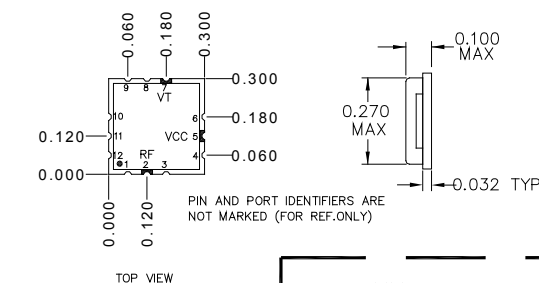 0.060
0.180
0.300
0.100
MAX
9
8
7
VT
0.300
10
6
0.180
0.270
MAX
0.120
11
VCC 5
12
RF
4
0.060
1
2
3
0.000
0.032 TYP
0.000
0.120
PIN AND PORT IDENTIFIERS ARE
NOT MARKED (FOR REF.ONLY)
TOP VIEW